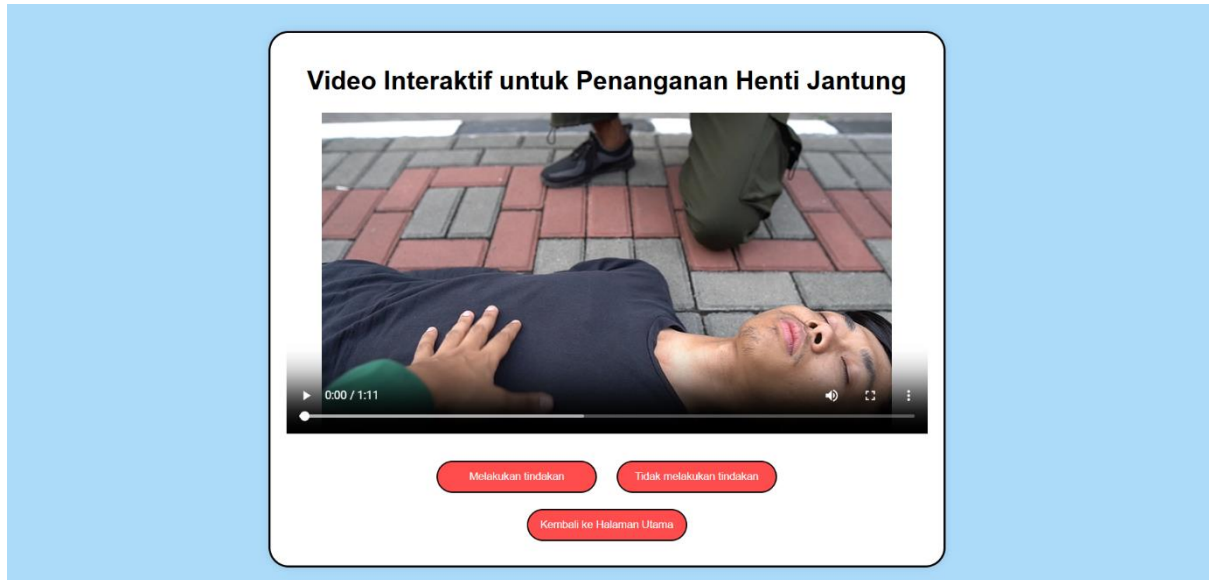 Video Interaktif untuk Penanganan Henti Jantung
0:00 / 1:11
Melakukan tindakan
Tidak melakukan tindakan
Kembali ke Halaman Utama